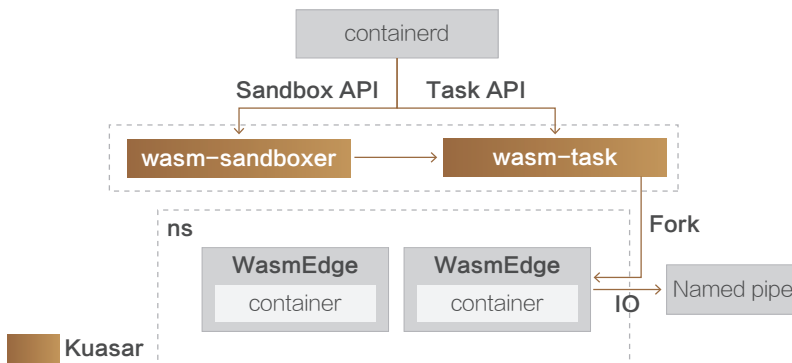 containerd
Sandbox API
Task API
wasm-sandboxer
wasm-task
ns
Fork
WasmEdge
WasmEdge
container
container
IO
Named pipe
Kuasar